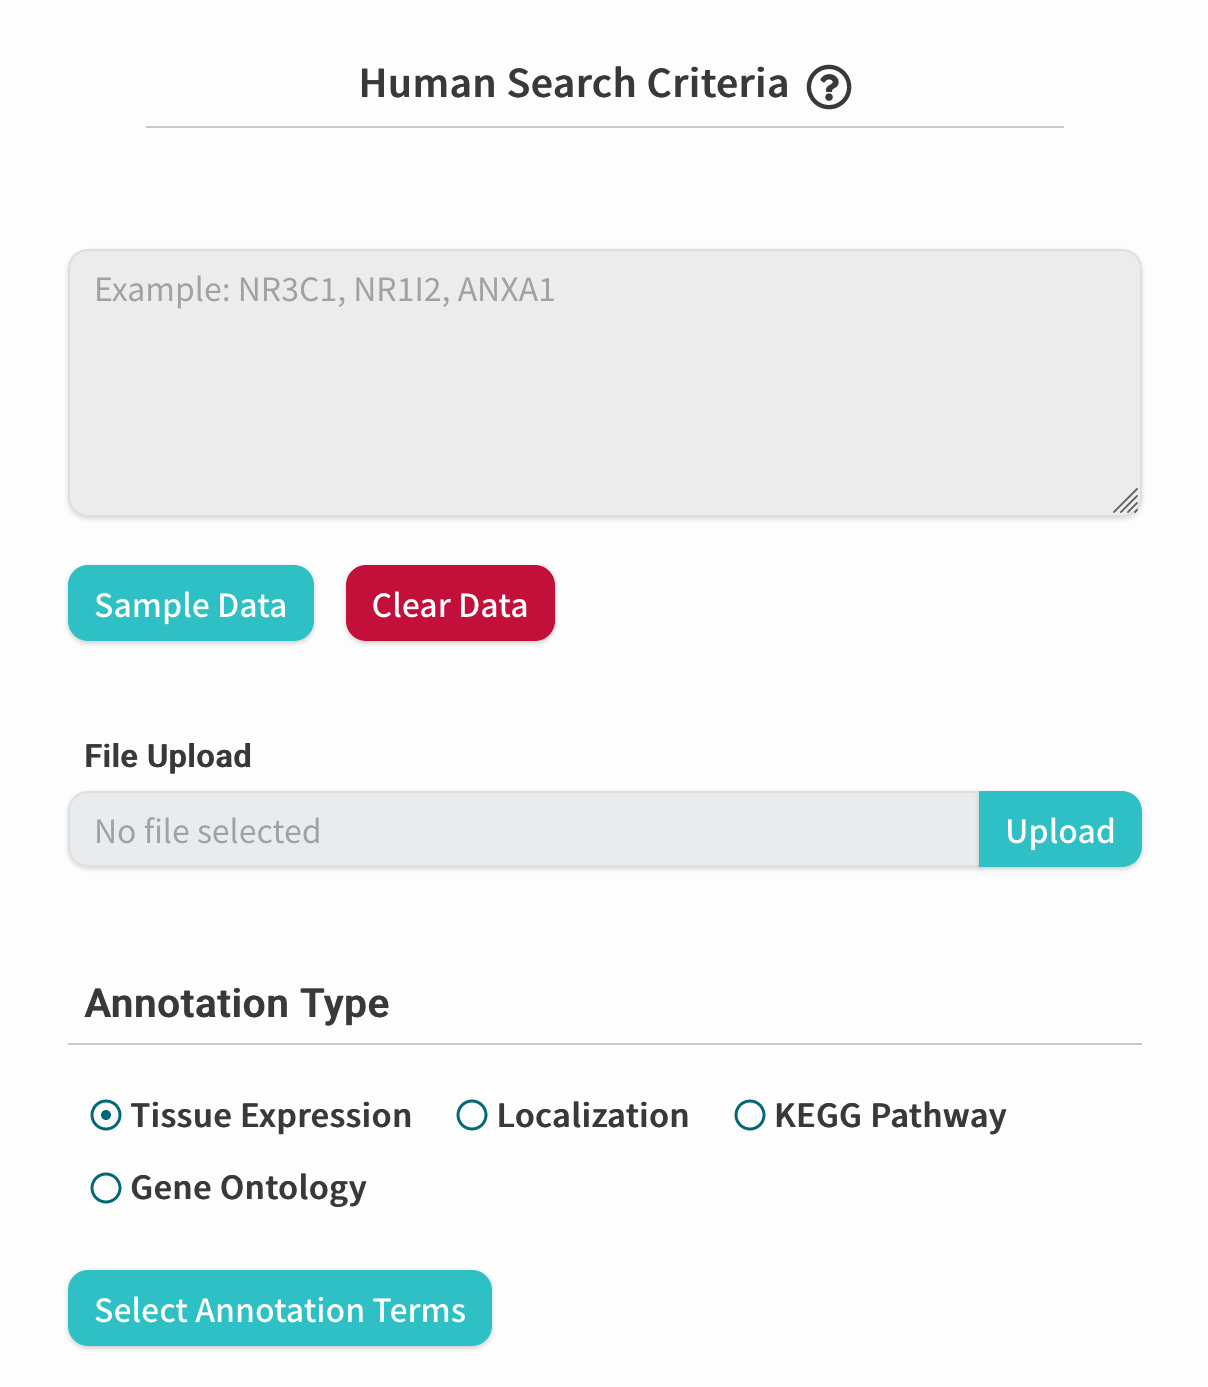 Human Search Criteria ?
Example: NR3C1, NR1I2, ANXA1
Sample Data Clear Data
File Upload
No file selected Upload
Annotation Type
Tissue Expression Localization KEGG Pathway
Gene Ontology
Select Annotation Terms